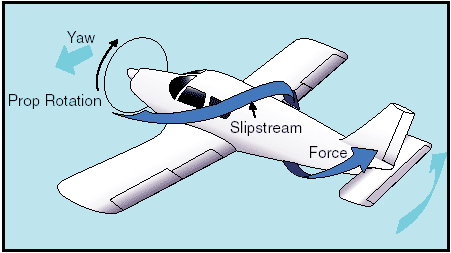 Yaw
Prop Rotation
Slipstream
Force